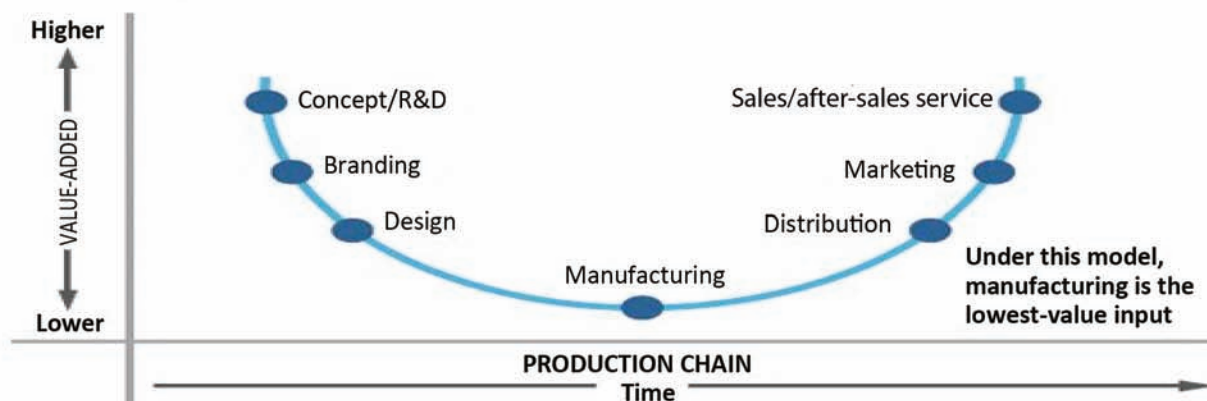 Higher
VALUE-ADDED
Lower
Concept/R&D
Branding
Design
Manufacturing
Sales/after-sales service
Marketing
Distribution
Under this model,
manufacturing is the
lowest-value input
PRODUCTION CHAIN
Time